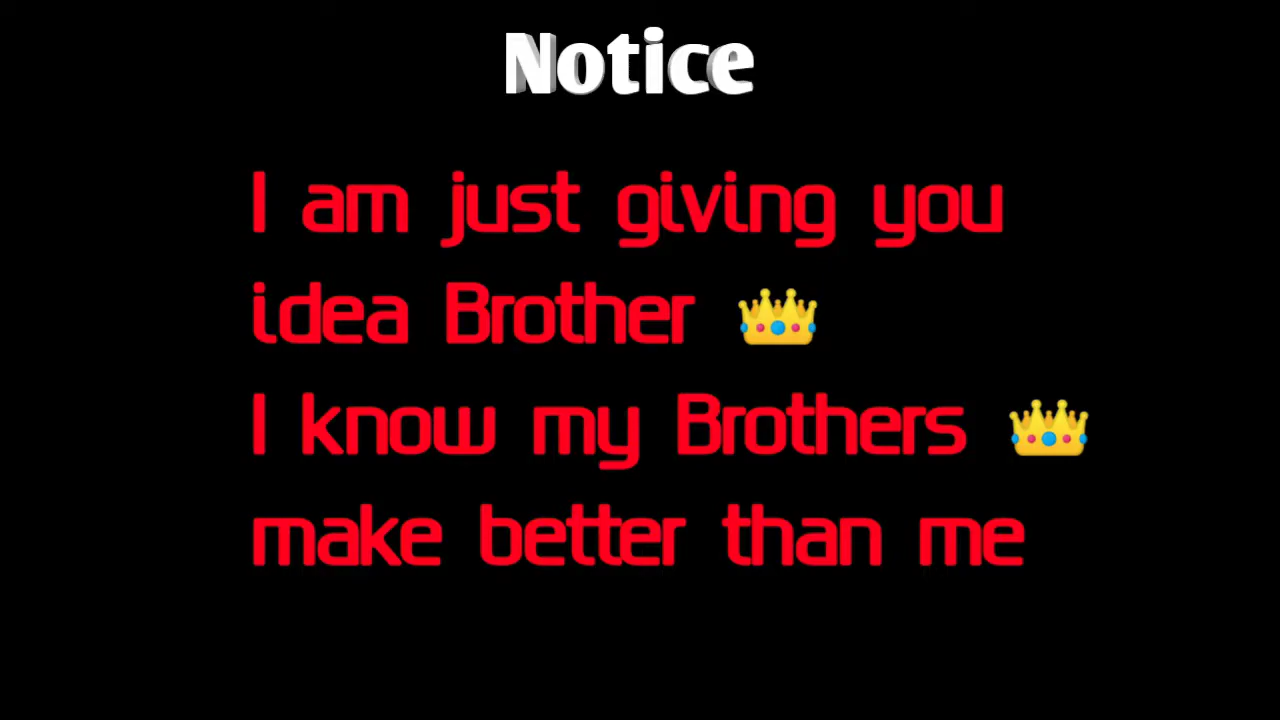 Notice
I am just giving you
idea Brother 👑
I know my Brothers 👑
make better than me